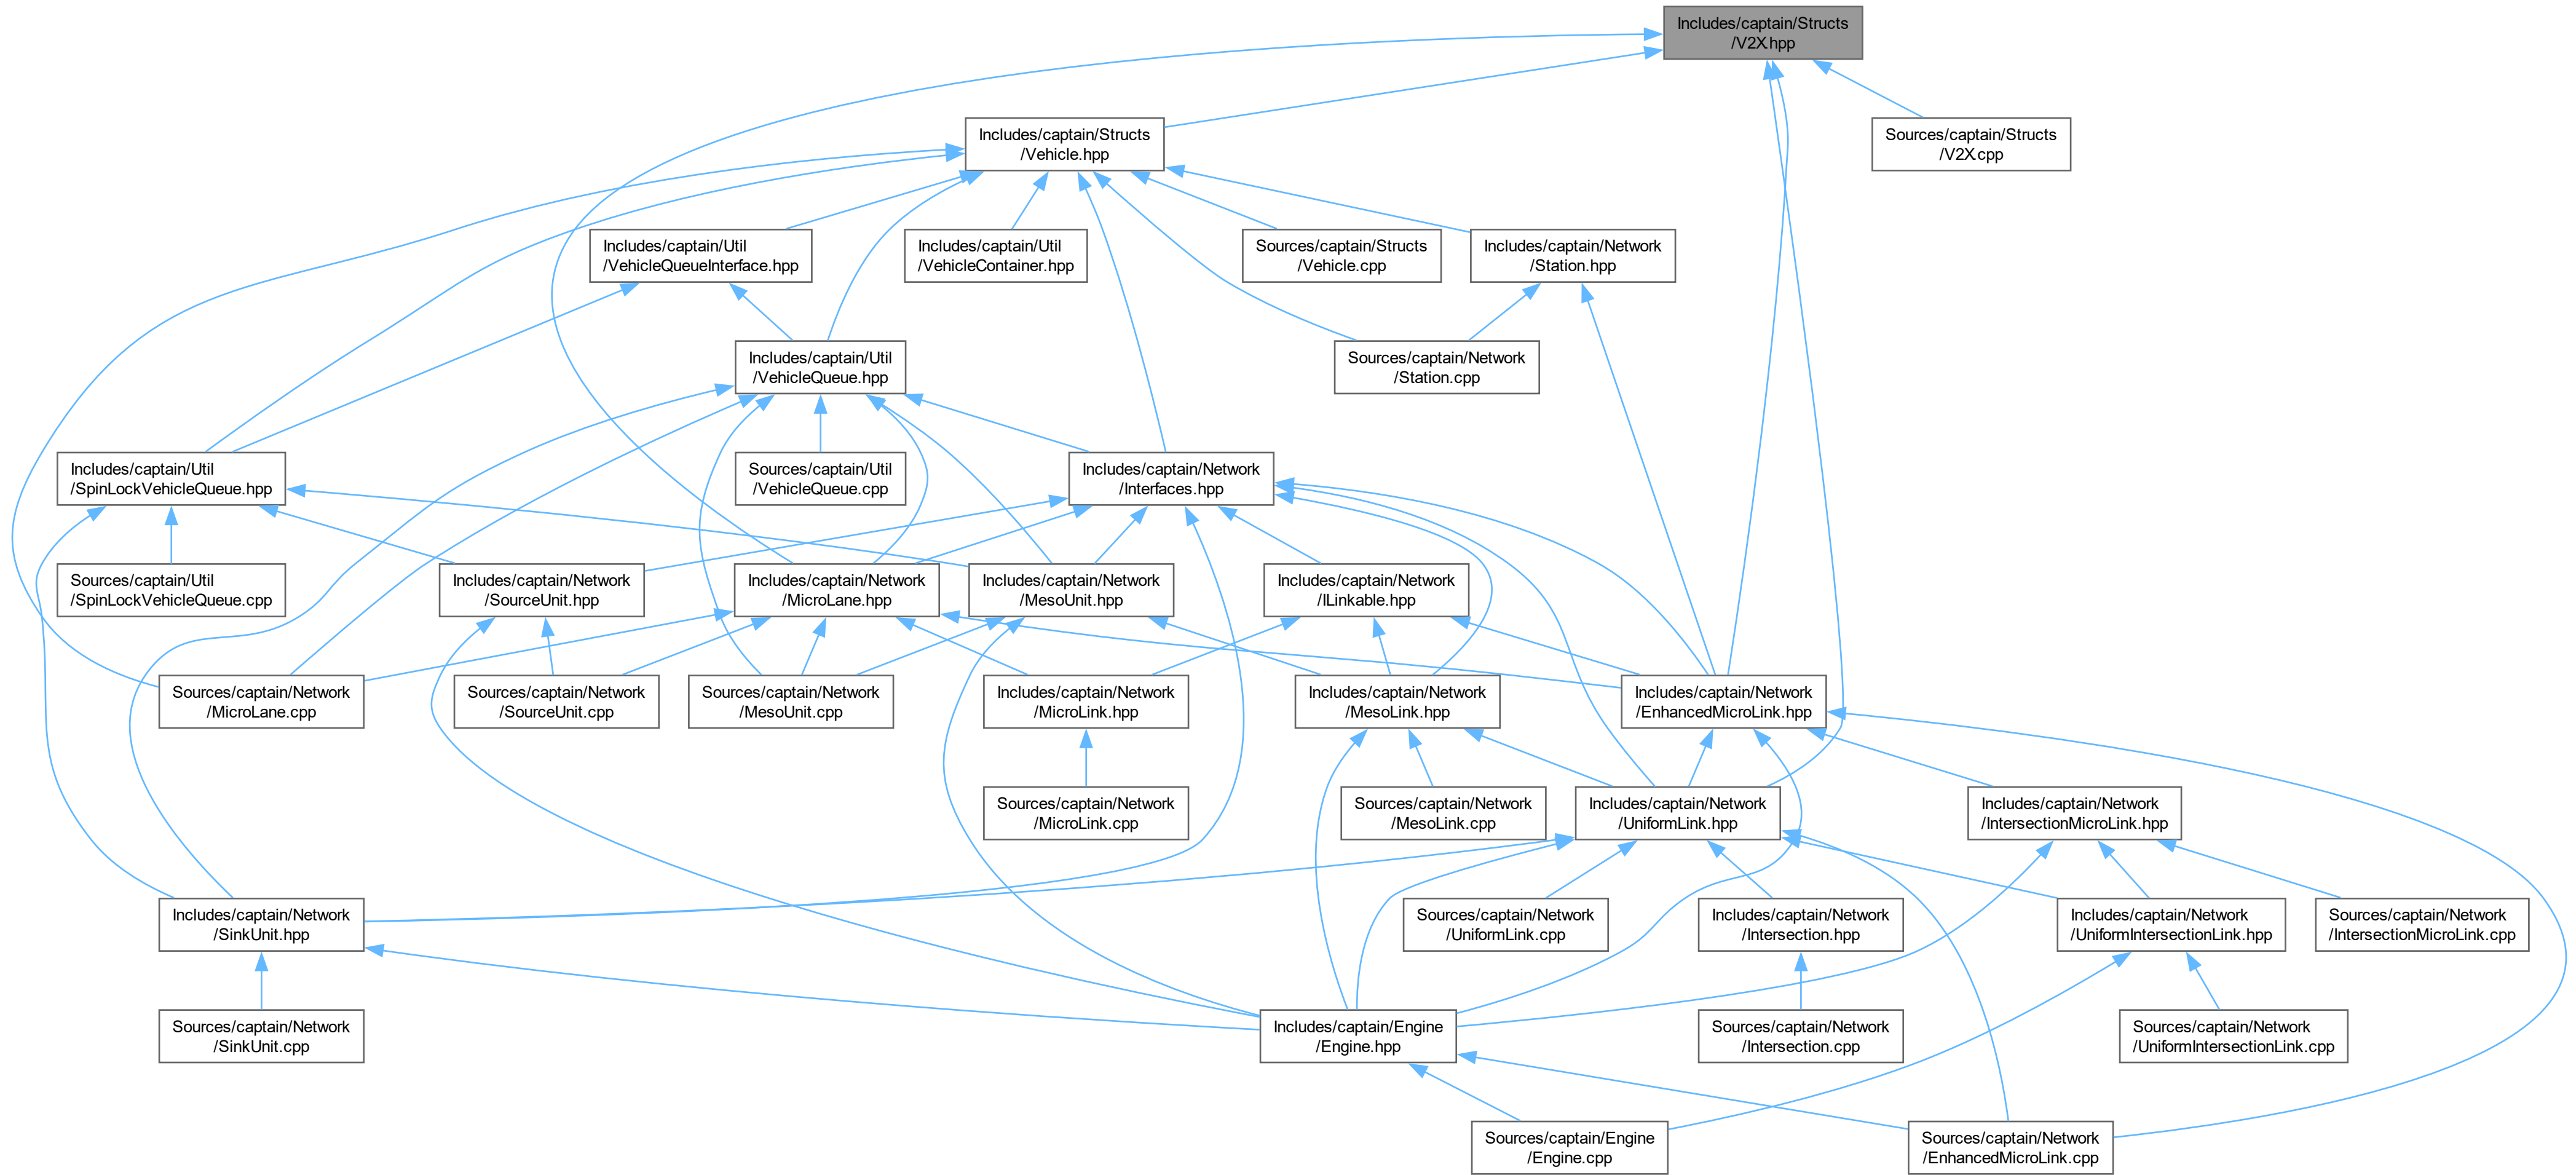 Includes/captain/Structs
/V2X.hpp
Includes/captain/Structs
/Vehicle.hpp
Sources/captain/Structs
/V2X.cpp
Includes/captain/Util
/VehicleQueueInterface.hpp
Includes/captain/Util
/VehicleContainer.hpp
Sources/captain/Structs
/Vehicle.cpp
Includes/captain/Network
/Station.hpp
Includes/captain/Util
/VehicleQueue.hpp
Sources/captain/Network
/Station.cpp
Includes/captain/Util
/SpinLockVehicleQueue.hpp
Sources/captain/Util
/VehicleQueue.cpp
Includes/captain/Network
/Interfaces.hpp
Sources/captain/Util
/SpinLockVehicleQueue.cpp
Includes/captain/Network
/SourceUnit.hpp
Includes/captain/Network
/MicroLane.hpp
Includes/captain/Network
/MesoUnit.hpp
Includes/captain/Network
/ILinkable.hpp
Sources/captain/Network
/MicroLane.cpp
Sources/captain/Network
/SourceUnit.cpp
Sources/captain/Network
/MesoUnit.cpp
Includes/captain/Network
/MicroLink.hpp
Includes/captain/Network
/MesoLink.hpp
Includes/captain/Network
/EnhancedMicroLink.hpp
Sources/captain/Network
/MicroLink.cpp
Sources/captain/Network
/MesoLink.cpp
Includes/captain/Network
/UniformLink.hpp
Includes/captain/Network
/IntersectionMicroLink.hpp
Includes/captain/Network
/SinkUnit.hpp
Sources/captain/Network
/UniformLink.cpp
Includes/captain/Network
/Intersection.hpp
Includes/captain/Network
/UniformIntersectionLink.hpp
Sources/captain/Network
/IntersectionMicroLink.cpp
Sources/captain/Network
/SinkUnit.cpp
Includes/captain/Engine
/Engine.hpp
Sources/captain/Network
/Intersection.cpp
Sources/captain/Network
/UniformIntersectionLink.cpp
Sources/captain/Engine
/Engine.cpp
Sources/captain/Network
/EnhancedMicroLink.cpp